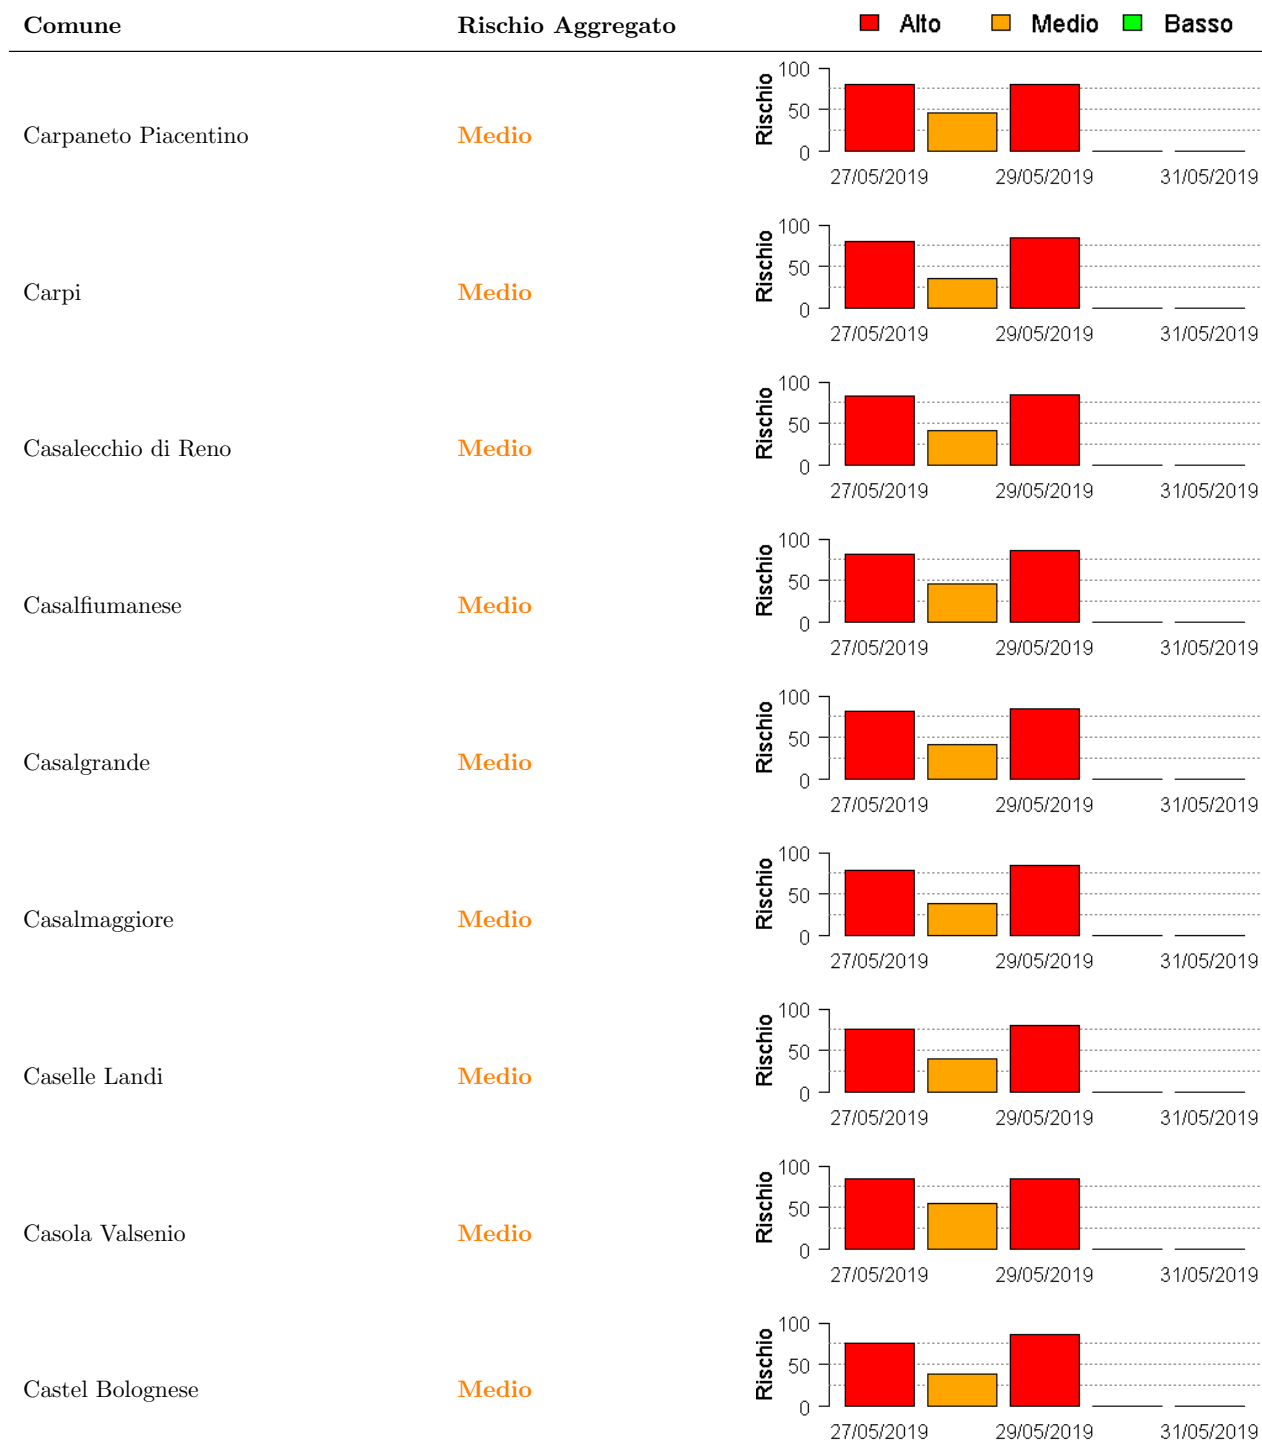 Comune Rischio Aggregato Alto Medio Basso
100
50
0
Rischio
Carpaneto Piacentino Medio
27/05/2019 29/05/2019 31/05/2019
100
50
0
Rischio
Carpi Medio
27/05/2019 29/05/2019 31/05/2019
100
50
0
Rischio
Casalecchio di Reno Medio
27/05/2019 29/05/2019 31/05/2019
100
50
0
Rischio
Casalfiumanese Medio
27/05/2019 29/05/2019 31/05/2019
100
50
0
Rischio
Casalgrande Medio
27/05/2019 29/05/2019 31/05/2019
100
50
0
Rischio
Casalmaggiore Medio
27/05/2019 29/05/2019 31/05/2019
100
50
0
Rischio
Caselle Landi Medio
27/05/2019 29/05/2019 31/05/2019
100
50
0
Rischio
Casola Valsenio Medio
27/05/2019 29/05/2019 31/05/2019
100
50
0
Rischio
Castel Bolognese Medio
27/05/2019 29/05/2019 31/05/2019